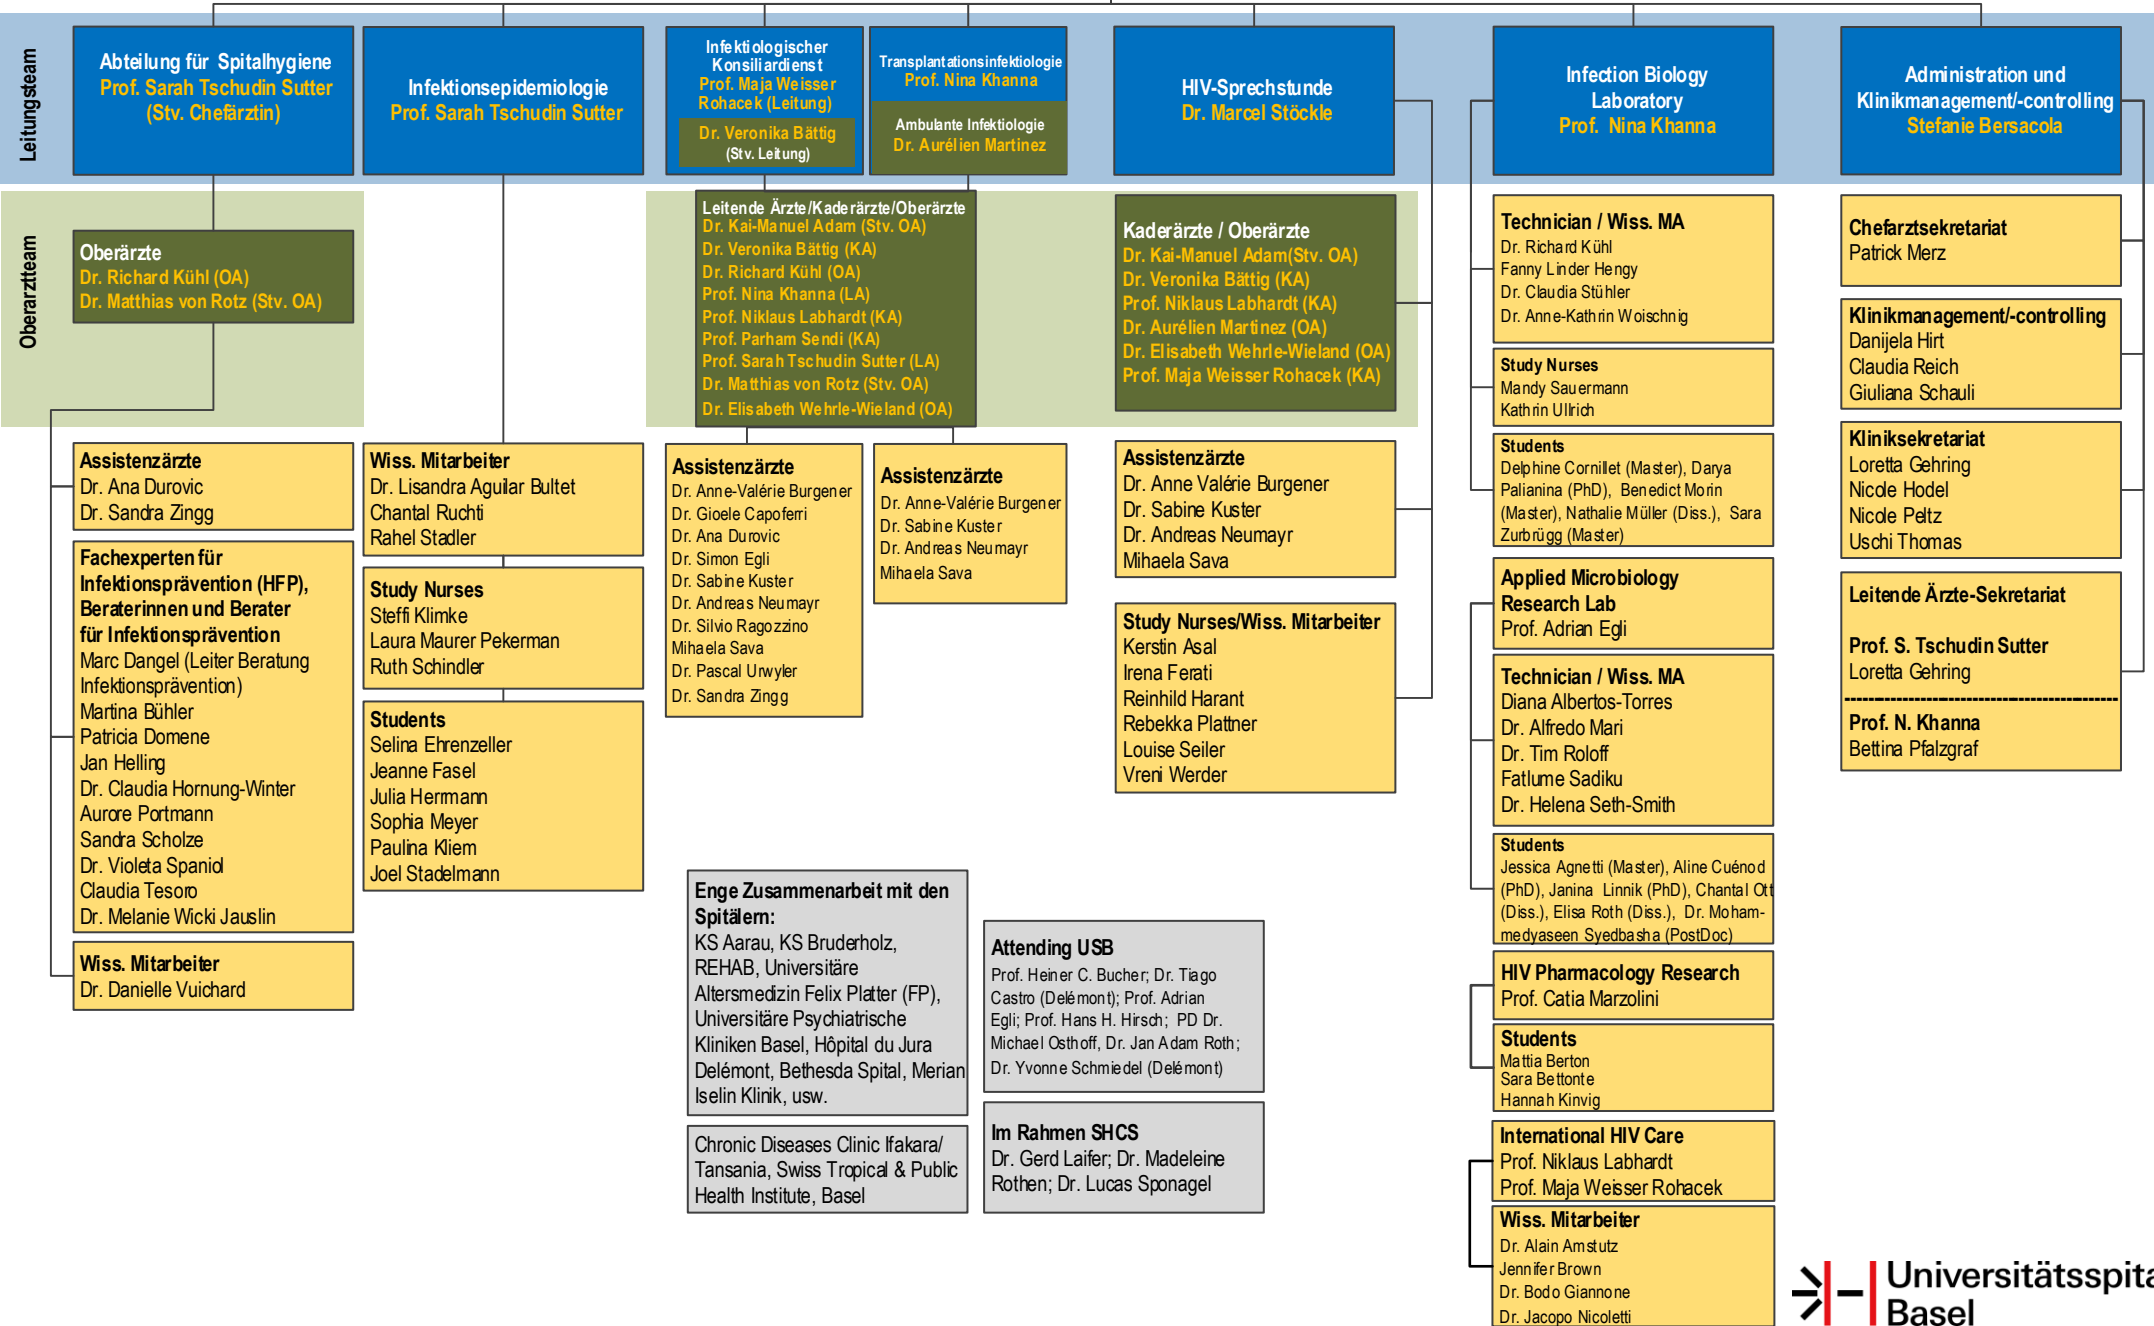 Leitungsteam
Abteilung für Spitalhygiene
Prof. Sarah Tschudin Sutter
(Stv. Chefärztin)
Infektionsepidemiologie
Prof. Sarah Tschudin Sutter
Infektiologischer
Konsiliardienst
Prof. Maja Weisser
Rohacek (Leitung)
Dr. Veronika Bättig
(Stv. Leitung)
Transplantationsinfektiologie
Prof. Nina Khanna
Ambulante Infektiologie
Dr. Aurélien Martinez
HIV-Sprechstunde
Dr. Marcel Stöckle
Infection Biology
Laboratory
Prof. Nina Khanna
Administration und
Klinikmanagement/-controlling
Stefanie Bersacola
Oberarztteam
Oberärzte
Dr. Richard Kühl (OA)
Dr. Matthias von Rotz (Stv. OA)
Leitende Ärzte/Kaderärzte/Oberärzte
Dr. Kai-Manuel Adam (Stv. OA)
Dr. Veronika Bättig (KA)
Dr. Richard Kühl (OA)
Prof. Nina Khanna (LA)
Prof. Niklaus Labhardt (KA)
Prof. Parham Sendi (KA)
Prof. Sarah Tschudin Sutter (LA)
Dr. Matthias von Rotz (Stv. OA)
Dr. Elisabeth Wehrle-Wieland (OA)
Kaderärzte / Oberärzte
Dr. Kai-Manuel Adam(Stv. OA)
Dr. Veronika Bättig (KA)
Prof. Niklaus Labhardt (KA)
Dr. Aurélien Martinez (OA)
Dr. Elisabeth Wehrle-Wieland (OA)
Prof. Maja Weisser Rohacek (KA)
Assistenzärzte
Dr. Ana Durovic
Dr. Sandra Zingg
Fachexperten für
Infektionsprävention (HFP),
Beraterinnen und Berater
für Infektionsprävention
Marc Dangel (Leiter Beratung
Infektionsprävention)
Martina Bühler
Patricia Domene
Jan Helling
Dr. Claudia Hornung-Winter
Aurore Portmann
Sandra Scholze
Dr. Violeta Spaniol
Claudia Tesoro
Dr. Melanie Wicki Jauslin
Wiss. Mitarbeiter
Dr. Danielle Vuichard
Wiss. Mitarbeiter
Dr. Lisandra Aguilar Bultet
Chantal Ruchti
Rahel Stadler
Study Nurses
Steffi Klimke
Laura Maurer Pekerman
Ruth Schindler
Students
Selina Ehrenzeller
Jeanne Fasel
Julia Herrmann
Sophia Meyer
Paulina Kliem
Joel Stadelmann
Assistenzärzte
Dr. Anne-Valérie Burgener
Dr. Gioele Capoferri
Dr. Ana Durovic
Dr. Simon Egli
Dr. Sabine Kuster
Dr. Andreas Neumayr
Dr. Silvio Ragozzino
Mihaela Sava
Dr. Pascal Urwyler
Dr. Sandra Zingg
Assistenzärzte
Dr. Anne-Valérie Burgener
Dr. Sabine Kuster
Dr. Andreas Neumayr
Mihaela Sava
Assistenzärzte
Dr. Anne Valérie Burgener
Dr. Sabine Kuster
Dr. Andreas Neumayr
Mihaela Sava
Study Nurses/Wiss. Mitarbeiter
Kerstin Asal
Irena Ferati
Reinhild Harant
Rebekka Plattner
Louise Seiler
Vreni Werder
Enge Zusammenarbeit mit den
Spitälern:
KS Aarau, KS Bruderholz,
REHAB, Universitäre
Altersmedizin Felix Platter (FP),
Universitäre Psychiatrische
Kliniken Basel, Hôpital du Jura
Delémont, Bethesda Spital, Merian
Iselin Klinik, usw.
Chronic Diseases Clinic Ifakara/
Tansania, Swiss Tropical & Public
Health Institute, Basel
Attending USB
Prof. Heiner C. Bucher; Dr. Tiago
Castro (Delémont); Prof. Adrian
Egli; Prof. Hans H. Hirsch; PD Dr.
Michael Osthoff, Dr. Jan Adam Roth;
Dr. Yvonne Schmiedel (Delémont)
Im Rahmen SHCS
Dr. Gerd Laifer; Dr. Madeleine
Rothen; Dr. Lucas Sponagel
Technician / Wiss. MA
Dr. Richard Kühl
Fanny Linder Hengy
Dr. Claudia Stühler
Dr. Anne-Kathrin Woischnig
Study Nurses
Mandy Sauermann
Kathrin Ullrich
Students
Delphine Cornillet (Master), Darya
Palianina (PhD), Benedict Morin
(Master), Nathalie Müller (Diss.), Sara
Zurbrügg (Master)
Applied Microbiology
Research Lab
Prof. Adrian Egli
Technician / Wiss. MA
Diana Albertos-Torres
Dr. Alfredo Mari
Dr. Tim Roloff
Fatlume Sadiku
Dr. Helena Seth-Smith
Students
Jessica Agnetti (Master), Aline Cuénod
(PhD), Janina Linnik (PhD), Chantal Ott
(Diss.), Elisa Roth (Diss.), Dr. Moham-
medyaseen Syedbasha (PostDoc)
HIV Pharmacology Research
Prof. Catia Marzolini
Students
Mattia Berton
Sara Bettonte
Hannah Kinvig
International HIV Care
Prof. Niklaus Labhardt
Prof. Maja Weisser Rohacek
Wiss. Mitarbeiter
Dr. Alain Amstutz
Jennifer Brown
Dr. Bodo Giannone
Dr. Jacopo Nicoletti
Chefarztsekretariat
Patrick Merz
Klinikmanagement/-controlling
Danijela Hirt
Claudia Reich
Giuliana Schauli
Kliniksekretariat
Loretta Gehring
Nicole Hodel
Nicole Peltz
Uschi Thomas
Leitende Ärzte-Sekretariat
Prof. S. Tschudin Sutter
Loretta Gehring
Prof. N. Khanna
Bettina Pfalzgraf
Universitätsspita
Basel